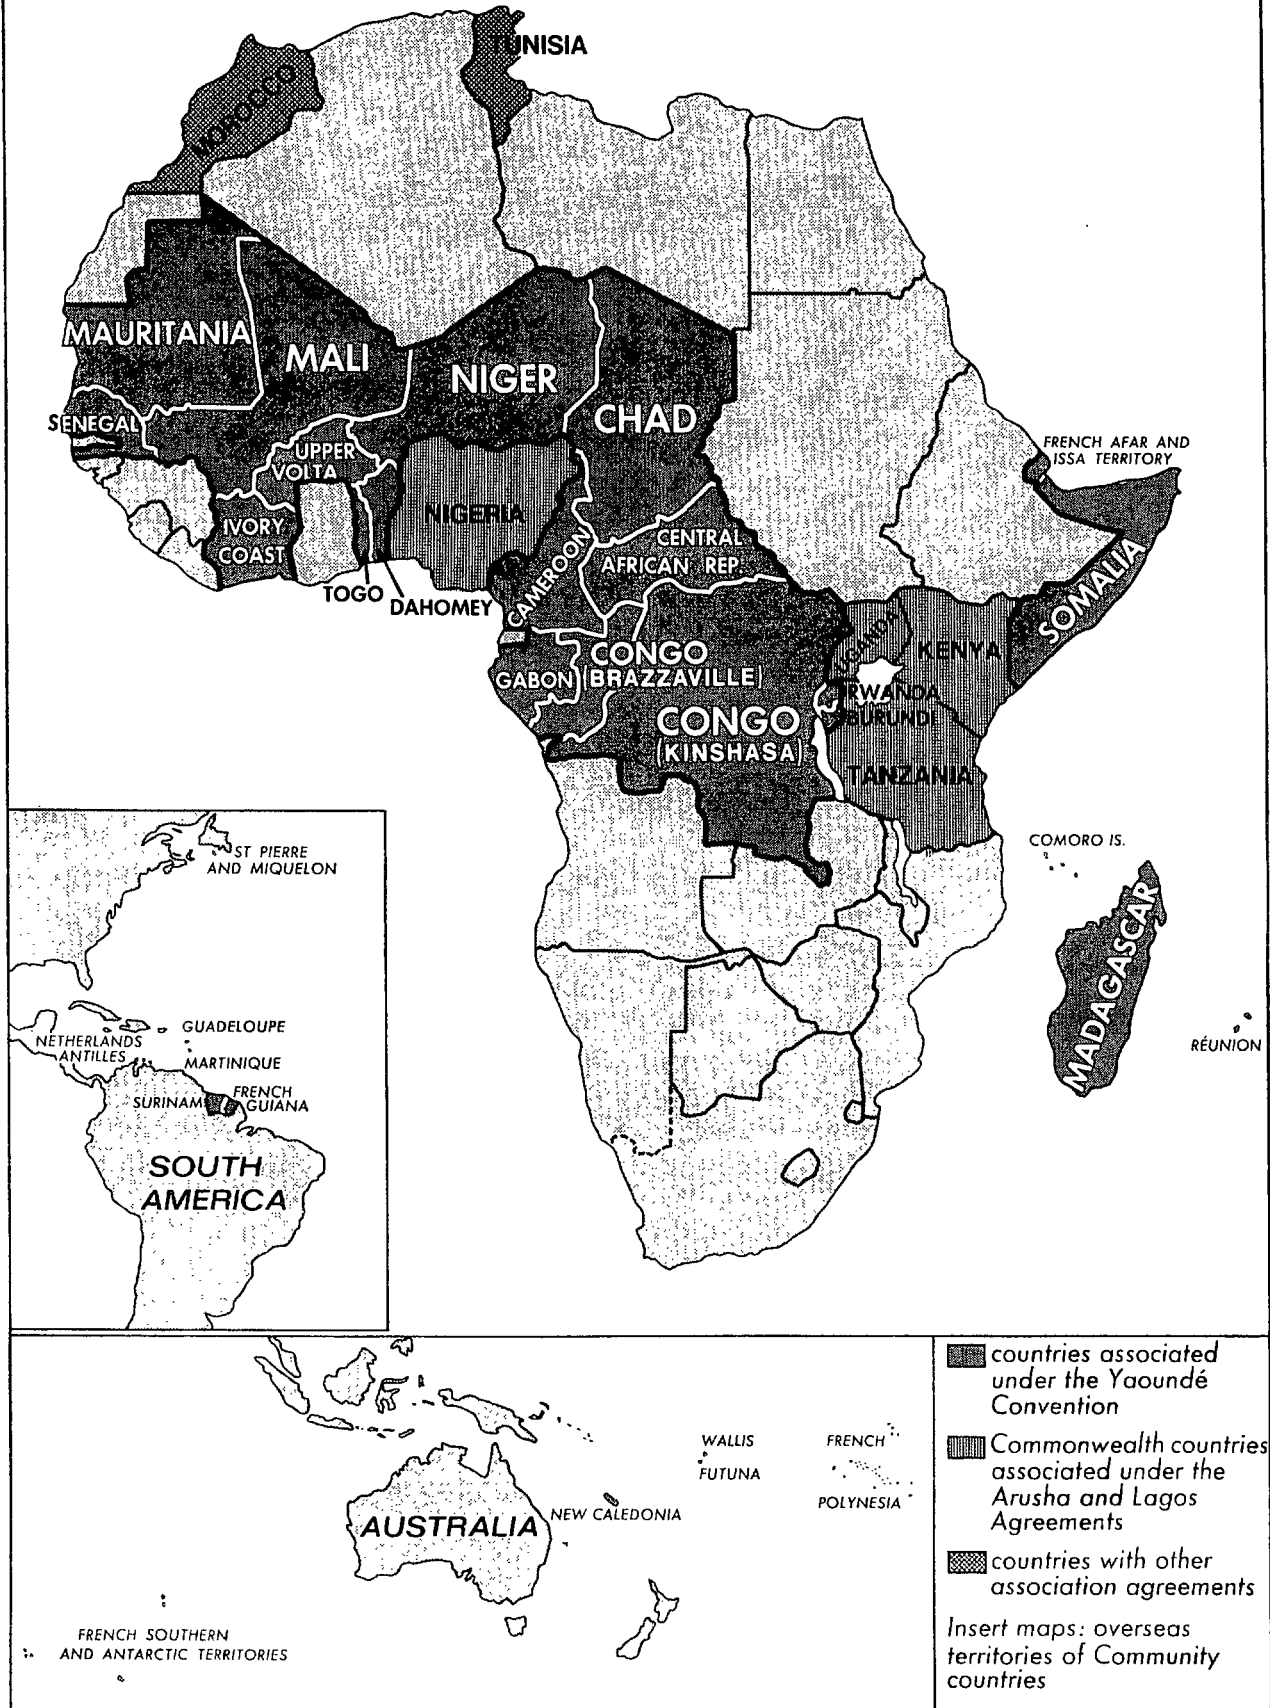 TUNISIA
MOROCCO
MAURITANIA
MALI
NIGER
CHAD
SENEGAL
UPPER
VOLTA
FRENCH AFAR AND
ISSA TERRITORY
NIGERIA
IVORY
COAST
CENTRAL
AFRICAN REP.
CAMEROON
TOGO
DAHOMEY
SOMALIA
UGANDA
KENYA
GABON
CONGO
(BRAZZAVILLE)
RWANDA
BURUNDI
CONGO
(KINSHASA)
TANZANIA
COMORO IS.
MADAGASCAR
RÉUNION
ST PIERRE
AND MIQUELON
GUADELOUPE
NETHERLANDS
ANTILLES
MARTINIQUE
SURINAM
FRENCH
GUIANA
SOUTH
AMERICA
WALLIS
FUTUNA
FRENCH
POLYNESIA
NEW CALEDONIA
AUSTRALIA
FRENCH SOUTHERN
AND ANTARCTIC TERRITORIES
countries associated
under the Yaoundé
Convention
Commonwealth countries
associated under the
Arusha and Lagos
Agreements
countries with other
association agreements
Insert maps: overseas
territories of Community
countries